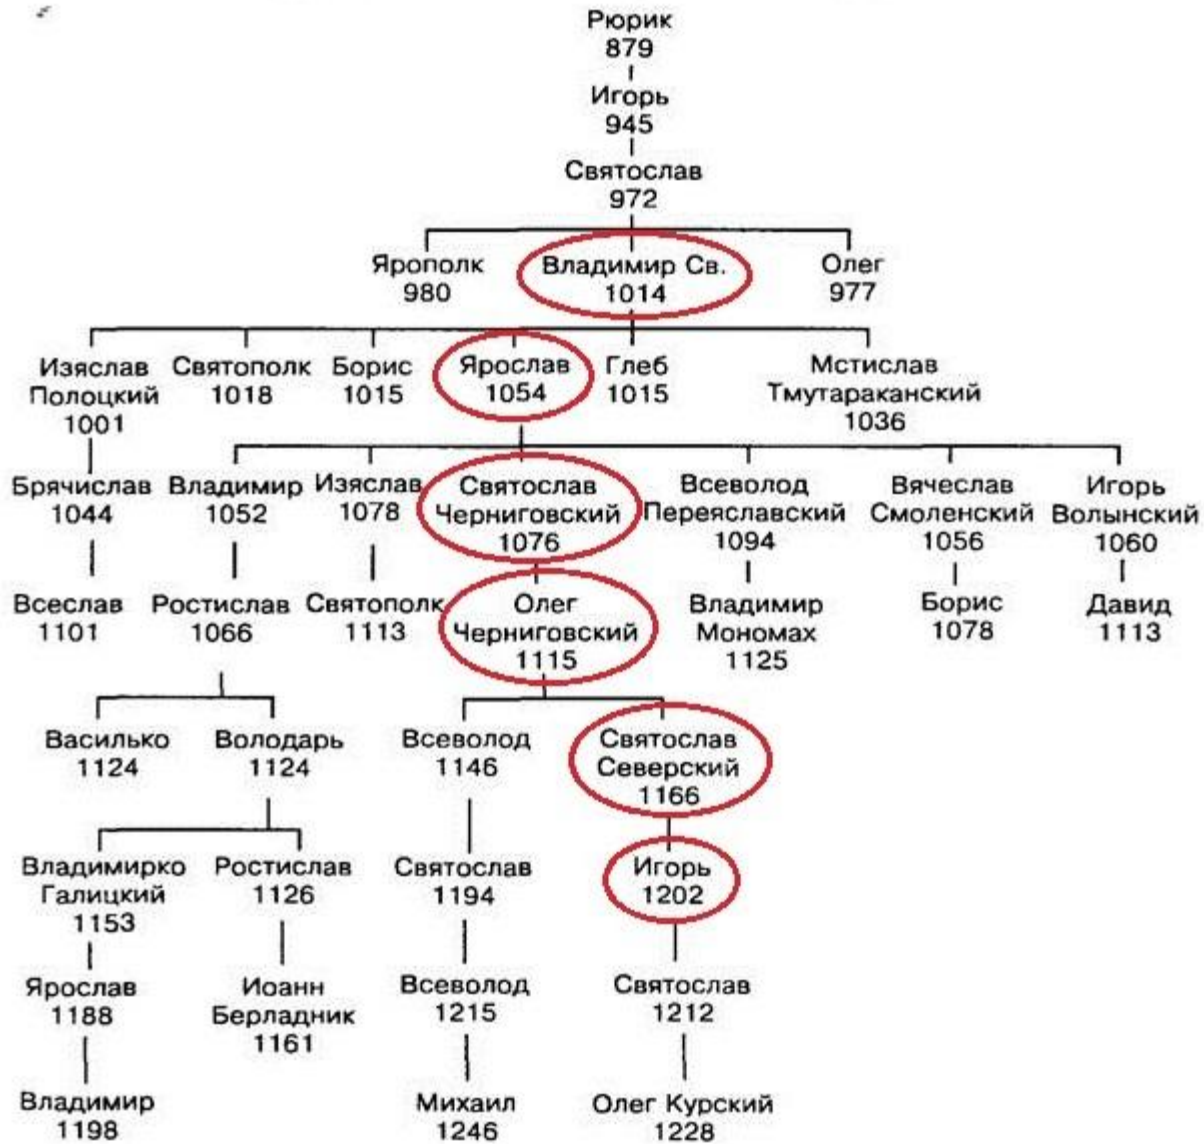 Рюрик
879
Игорь
945
Святослав
972
Ярополк Владимир Св. Олег
980 1014 977
Изяслав Святополк Борис Ярослав Глеб Мстислав
Полоцкий 1018 1015 1054 1015 Тмутараканский
1001 1036
Брячислав Владимир Изяслав Святослав Всеволод Вячеслав Игорь
1044 1052 1078 Черниговский Переяславский Смоленский Волынский
1076 1094 1056 1060
Всеслав Ростислав Святополк Олег Владимир Борис Давид
1101 1066 1113 Черниговский Мономах 1078 1113
1115 1125
Василько Володарь Всеволод Святослав
1124 1124 1146 Северский
1166
Владимирко Ростислав Святослав Игорь
Галицкий 1126 1194 1202
1153
Ярослав Иоанн Всеволод Святослав
1188 Берладник 1215 1212
1161
Владимир Михаил Олег Курский
1198 1246 1228